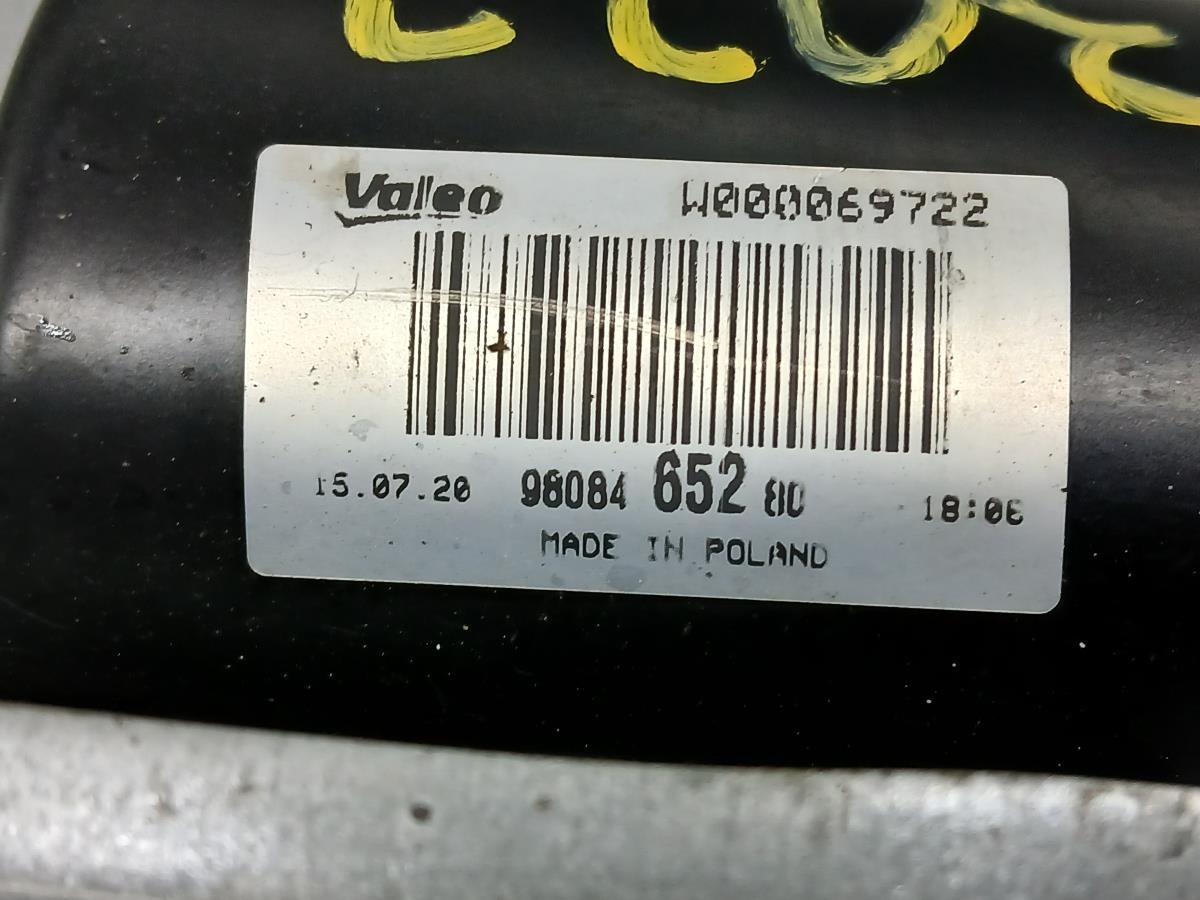 Valeo W000069722
15.07.20 98084 652 80 18:06
MADE IN POLAND